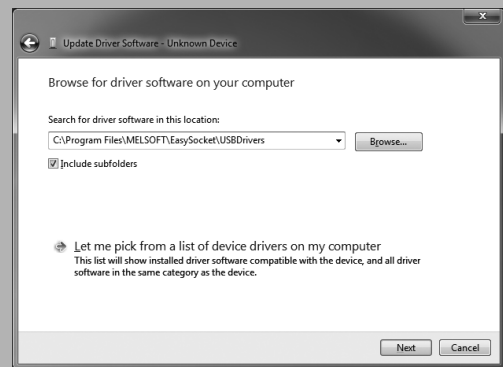 x
Update Driver Software - Unknown Device
Browse for driver software on your computer
Search for driver software in this location:
C:\Program Files\MELSOFT\EasySocket\USBDrivers
Browse...
Include subfolders
Let me pick from a list of device drivers on my computer
This list will show installed driver software compatible with the device, and all driver
software in the same category as the device.
Next Cancel